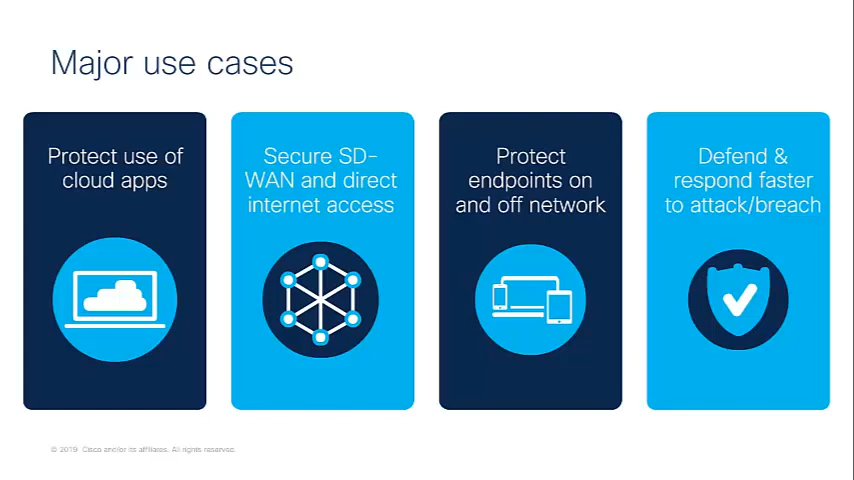 Major use cases
Protect use of
cloud apps
Secure SD-
WAN and direct
internet access
Protect
endpoints on
and off network
Defend &
respond faster
to attack/breach
© 2019 Cisco and/or its affiliates. All rights reserved.